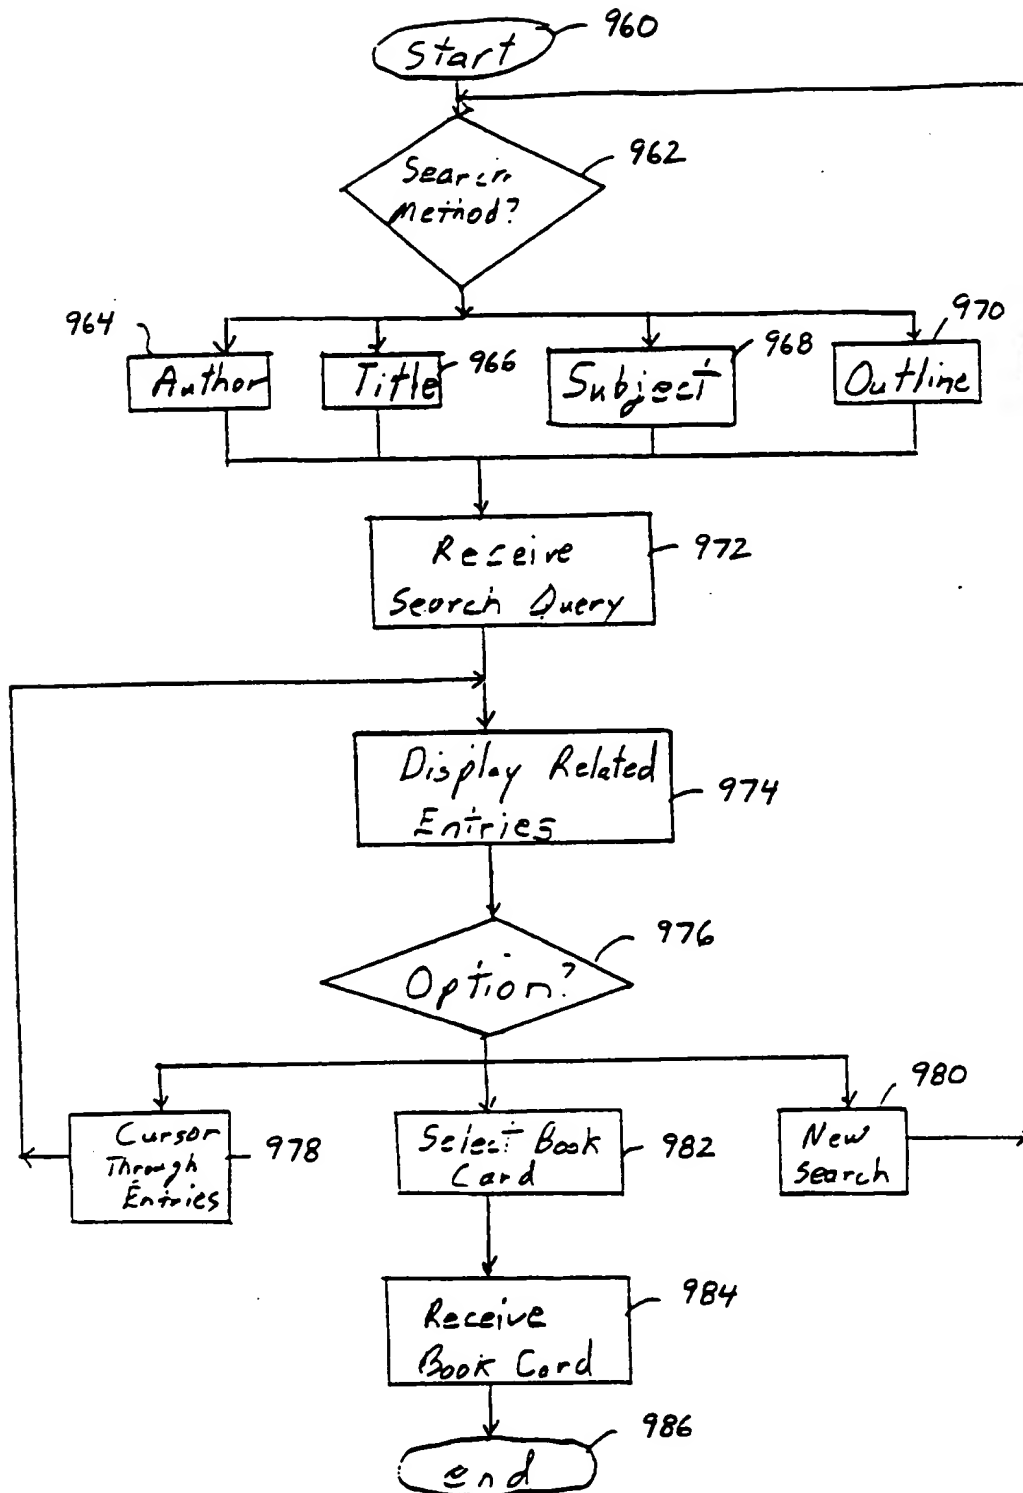 960
Start
962
Search
Method?
964
970
968
966
Author
Title
Subject
Outline
Receive
972
Search Query
Display Related
974
Entries
976
Option?
980
Cursor
Through
Entries
978
Select Book
Card
982
New
Search
984
Receive
Book Card
986
end